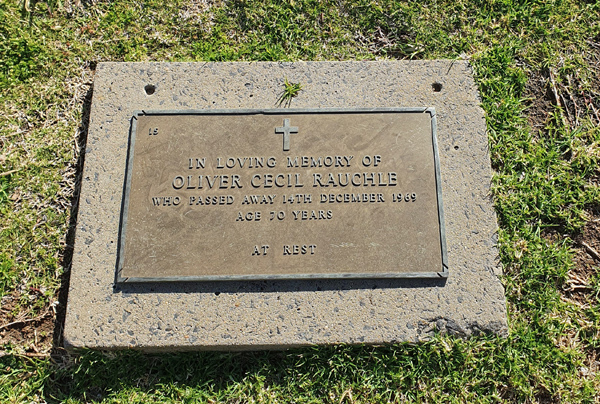 15
IN LOVING MEMORY OF
OLIVER CECIL RAUCHLE
WHO PASSED AWAY 14TH DECEMBER 1969
AGE 70 YEARS
AT REST